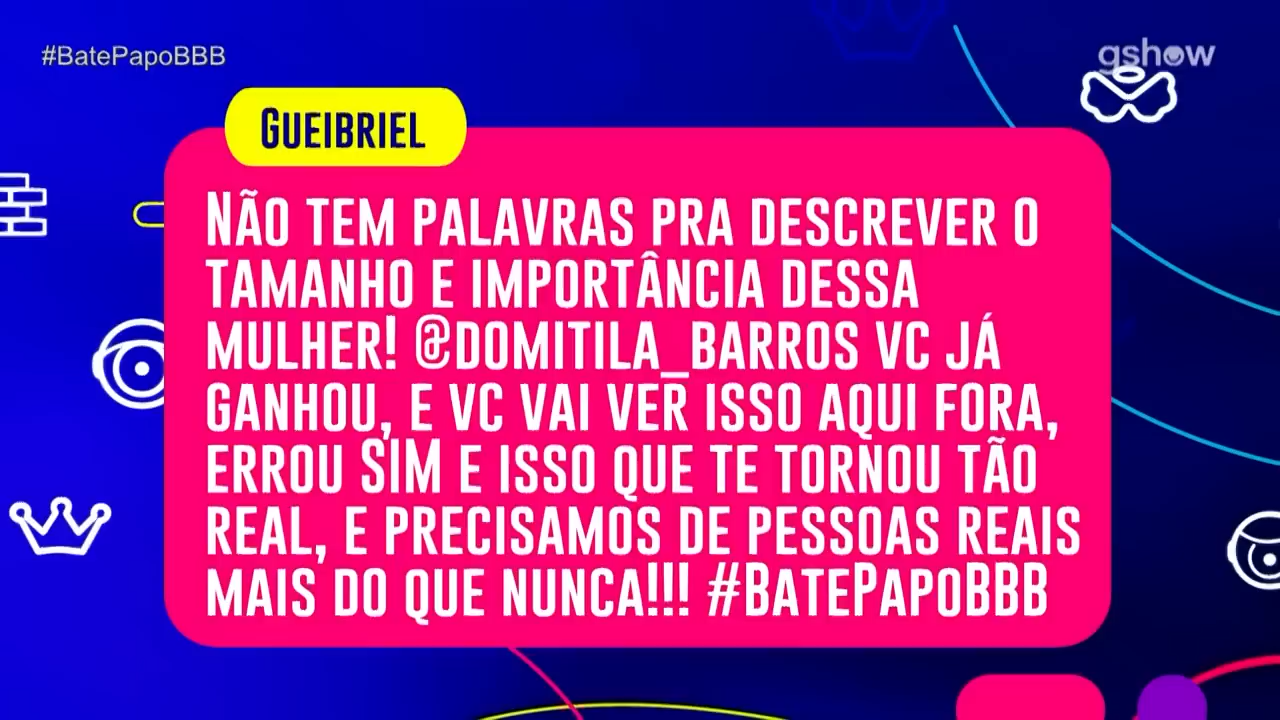 #BatePapoBBB
gshow
Gueibriel
Não tem palavras pra descrever o
tamanho e importância dessa
mulher! @domitila_barros vc já
ganhou, e vc vai ver isso aqui fora,
errou SIM e isso que te tornou tão
real, e precisamos de pessoas reais
mais do que nunca!!! #BatePapoBBB